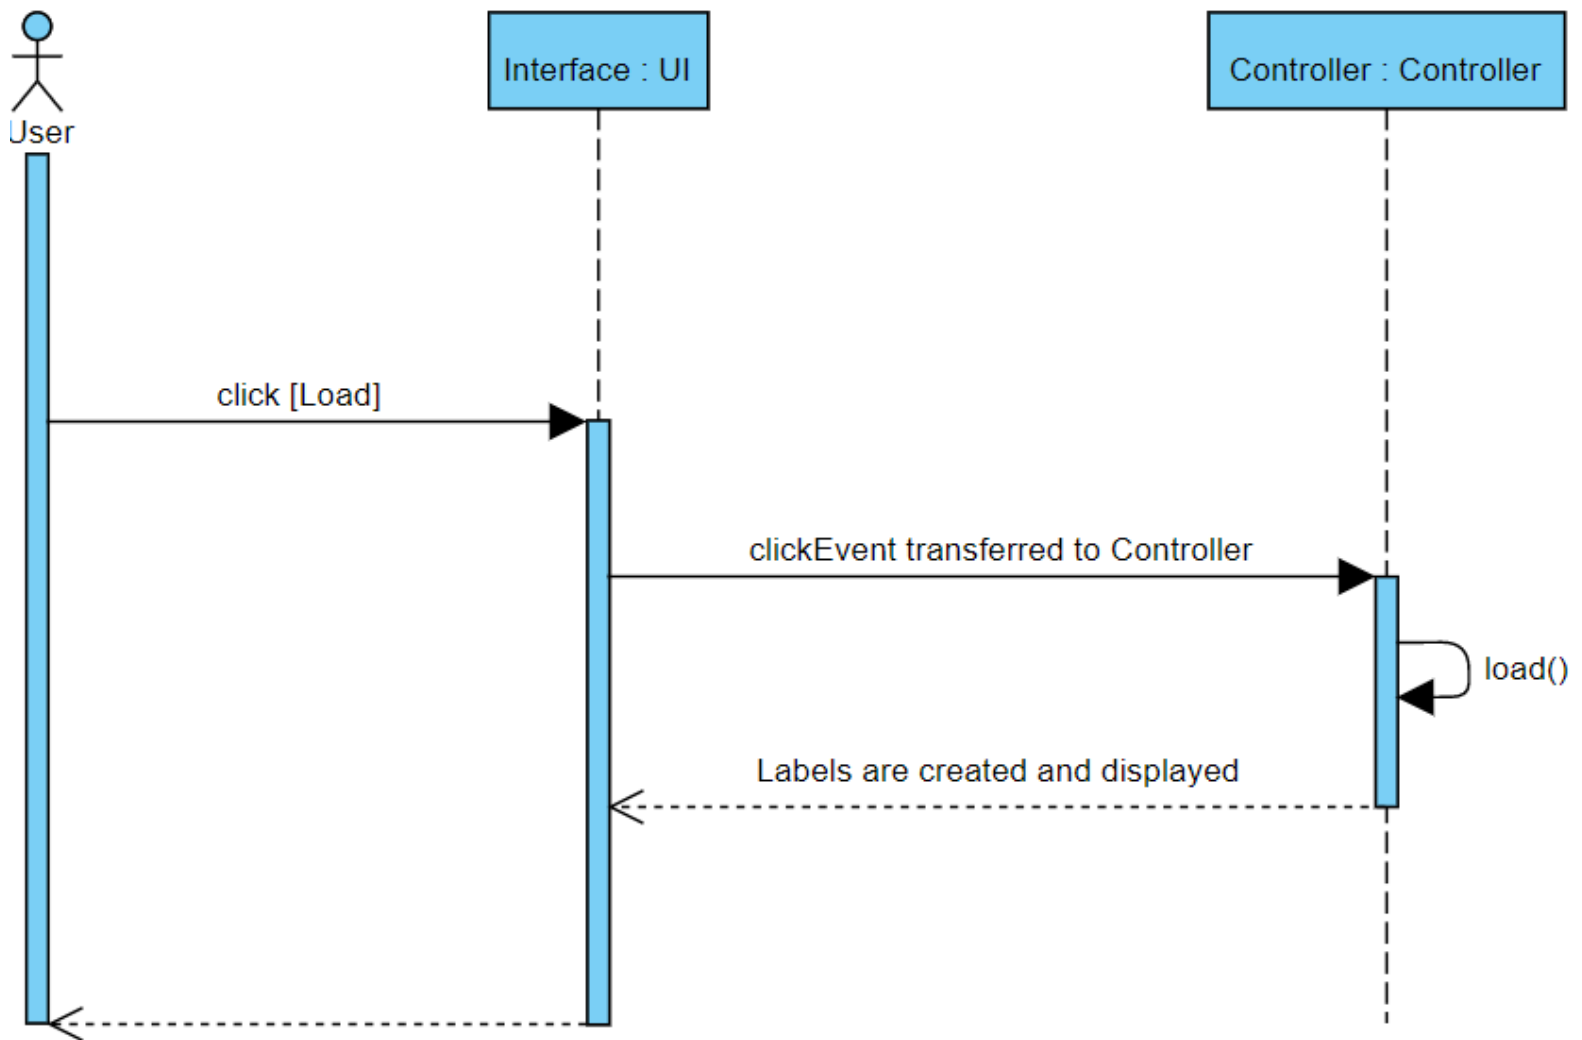 Interface : UI
Controller : Controller
User
click [Load]
clickEvent transferred to Controller
load()
Labels are created and displayed